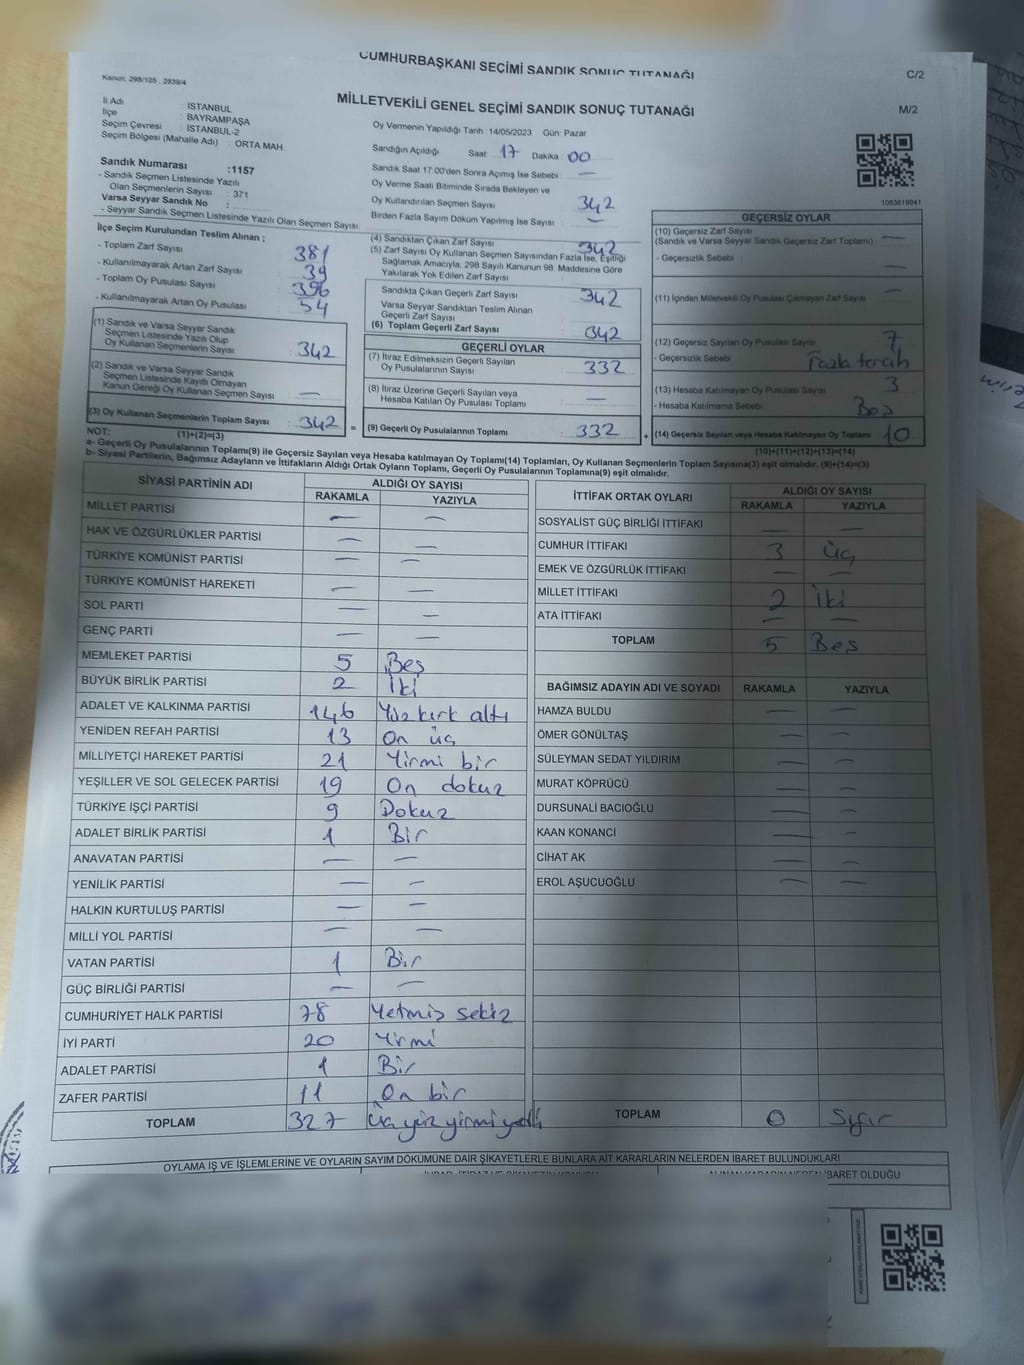 CUMHURBAŞKANI SEÇİMİ SANDIK SONUÇ TUTANAĞI
C/2
Kanun: 298/105 , 2839/4
MİLLETVEKİLİ GENEL SEÇİMİ SANDIK SONUÇ TUTANAĞI
M/2
İl Adı : İSTANBUL
İlçe : BAYRAMPAŞA
Seçim Çevresi : İSTANBUL-2
Seçim Bölgesi (Mahalle Adı) : ORTA MAH
Oy Vermenin Yapıldığı Tarih : 14/05/2023 Gün: Pazar
Sandığın Açıldığı Saat 17 Dakika 00
Sandık Saat 17:00'den Sonra Açımış İse Sebebi —
Oy Verme Saati Bitiminde Sırada Bekleyen ve
Oy Kullandırılan Seçmen Sayısı 342
Birden Fazla Sayım Döküm Yapılmış İse Sayısı —
Sandık Numarası :1157
- Sandık Seçmen Listesinde Yazılı
Olan Seçmenlerin Sayısı : 371
Varsa Seyyar Sandık No
- Seyyar Sandık Seçmen Listesinde Yazılı Olan Seçmen Sayısı
İlçe Seçim Kurulundan Teslim Alınan ;
- Toplam Zarf Sayısı 381
- Kullanılmayarak Artan Zarf Sayısı 39
- Toplam Oy Pusulası Sayısı 396
- Kullanılmayarak Artan Oy Pusulası 54
(1) Sandık ve Varsa Seyyar Sandık
Seçmen Listesinde Yazılı Olup
Oy Kullanan Seçmenlerin Sayısı 342
(2) Sandık ve Varsa Seyyar Sandık
Seçmen Listesinde Kayıtlı Olmayan
Kanun Gereği Oy Kullanan Seçmen Sayısı —
(3) Oy Kullanan Seçmenlerin Toplam Sayısı : 342
(4) Sandıktan Çıkan Zarf Sayısı 342
(5) Zarf Sayısı Oy Kullanan Seçmen Sayısından Fazla İse, Eşitliği
Sağlamak Amacıyla, 298 Sayılı Kanunun 98. Maddesine Göre
Yakılarak Yok Edilen Zarf Sayısı
Sandıkta Çıkan Geçerli Zarf Sayısı 342
Varsa Seyyar Sandıktan Teslim Alınan
Geçerli Zarf Sayısı
(6) Toplam Geçerli Zarf Sayısı 342
GEÇERLİ OYLAR
(7) İtiraz Edilmeksizin Geçerli Sayılan
Oy Pusulalarının Sayısı 332
(8) İtiraz Üzerine Geçerli Sayılan veya
Hesaba Katılan Oy Pusulası Toplamı —
= (9) Geçerli Oy Pusulalarının Toplamı 332
1083619941
GEÇERSİZ OYLAR
(10) Geçersiz Zarf Sayısı
(Sandık ve Varsa Seyyar Sandık Geçersiz Zarf Toplamı) —
- Geçersizlik Sebebi —
(11) İçinden Milletvekili Oy Pusulası Çıkmayan Zarf Sayısı —
(12) Geçersiz Sayılan Oy Pusulası Sayısı 7
- Geçersizlik Sebebi Fazla tercih
(13) Hesaba Katılmayan Oy Pusulası Sayısı 3
- Hesaba Katılmama Sebebi Boş
+ (14) Geçersiz Sayılan veya Hesaba Katılmayan Oy Toplamı 10
NOT: (1)+(2)=(3)
(10)+(11)+(12)+(13)=(14)
a- Geçerli Oy Pusulalarının Toplamı(9) ile Geçersiz Sayılan veya Hesaba katılmayan Oy Toplamı(14) Toplamları, Oy Kullanan Seçmenlerin Toplam Sayısına(3) eşit olmalıdır. (9)+(14)=(3)
b- Siyasi Partilerin, Bağımsız Adayların ve İttifakların Aldığı Ortak Oyların Toplamı, Geçerli Oy Pusulalarının Toplamına(9) eşit olmalıdır.
SİYASİ PARTİNİN ADI ALDIĞI OY SAYISI
RAKAMLA YAZIYLA
MİLLET PARTİSİ — —
HAK VE ÖZGÜRLÜKLER PARTİSİ — —
TÜRKİYE KOMÜNİST PARTİSİ — —
TÜRKİYE KOMÜNİST HAREKETİ — —
SOL PARTİ — —
GENÇ PARTİ — —
MEMLEKET PARTİSİ 5 Beş
BÜYÜK BİRLİK PARTİSİ 2 İki
ADALET VE KALKINMA PARTİSİ 146 Yüz kırk altı
YENİDEN REFAH PARTİSİ 13 On üç
MİLLİYETÇİ HAREKET PARTİSİ 21 Yirmi bir
YEŞİLLER VE SOL GELECEK PARTİSİ 19 On dokuz
TÜRKİYE İŞÇİ PARTİSİ 9 Dokuz
ADALET BİRLİK PARTİSİ 1 Bir
ANAVATAN PARTİSİ — —
YENİLİK PARTİSİ — —
HALKIN KURTULUŞ PARTİSİ — —
MİLLİ YOL PARTİSİ — —
VATAN PARTİSİ 1 Bir
GÜÇ BİRLİĞİ PARTİSİ — —
CUMHURİYET HALK PARTİSİ 78 Yetmiş sekiz
İYİ PARTİ 20 Yirmi
ADALET PARTİSİ 1 Bir
ZAFER PARTİSİ 11 On bir
TOPLAM 327 Üç yüz yirmi yedi
İTTİFAK ORTAK OYLARI ALDIĞI OY SAYISI
RAKAMLA YAZIYLA
SOSYALİST GÜÇ BİRLİĞİ İTTİFAKI — —
CUMHUR İTTİFAKI 3 Üç
EMEK VE ÖZGÜRLÜK İTTİFAKI — —
MİLLET İTTİFAKI 2 İki
ATA İTTİFAKI — —
TOPLAM 5 Beş
BAĞIMSIZ ADAYIN ADI VE SOYADI RAKAMLA YAZIYLA
HAMZA BULDU — —
ÖMER GÖNÜLTAŞ — —
SÜLEYMAN SEDAT YILDIRIM — —
MURAT KÖPRÜCÜ — —
DURSUNALİ BACIOĞLU — —
KAAN KONANCİ — —
CİHAT AK — —
EROL AŞUCUOĞLU — —
TOPLAM 0 Sıfır
OYLAMA İŞ VE İŞLEMLERİNE VE OYLARIN SAYIM DÖKÜMÜNE DAİR ŞİKAYETLERLE BUNLARA AİT KARARLARIN NELERDEN İBARET BULUNDUKLARI
İBARET OLDUĞU